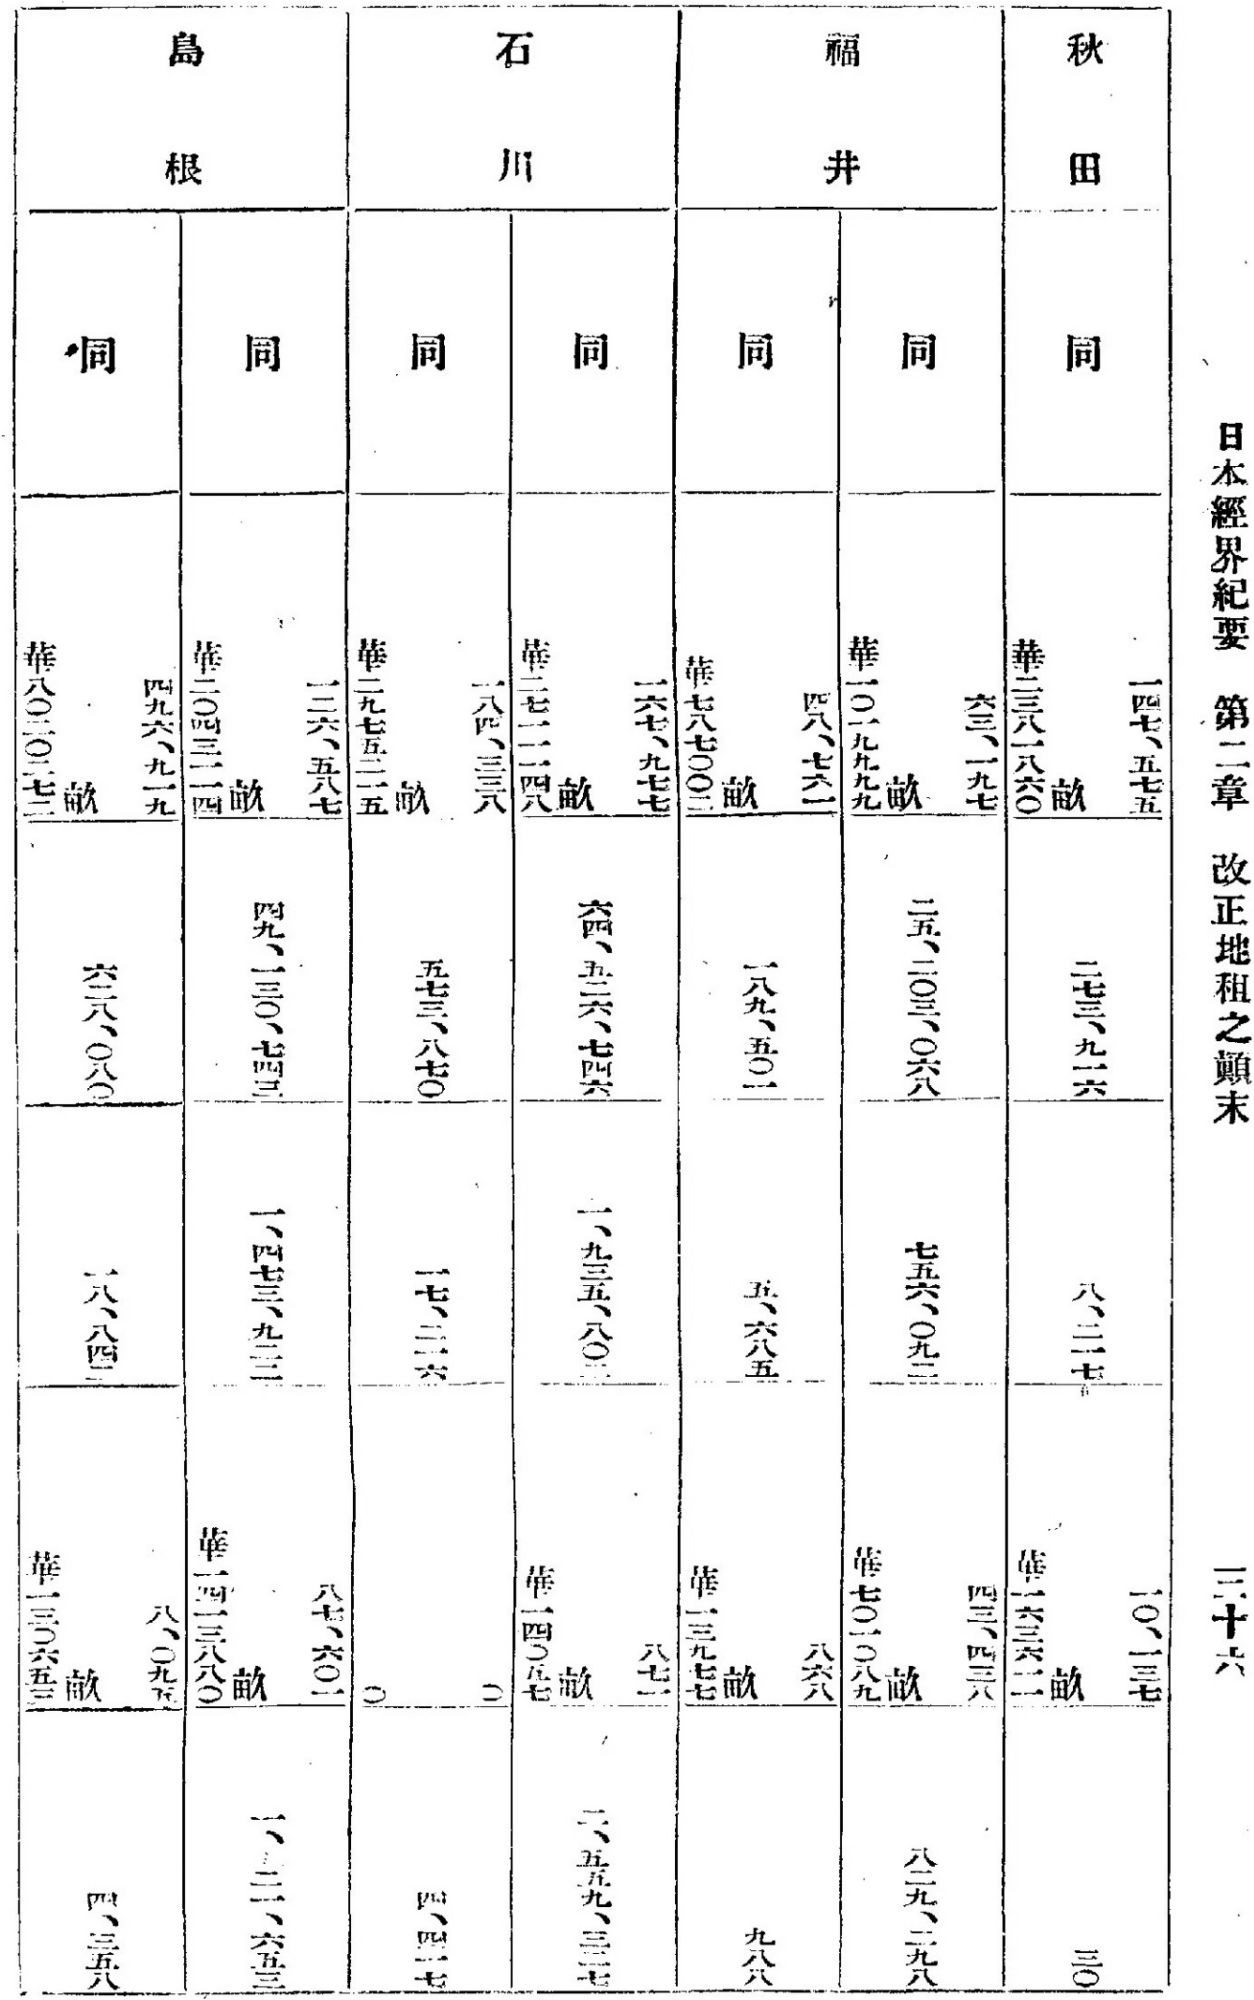 日本經界紀要　第二章　改正地租之顚末　三十六
秋田
同
一四七、五七五
畝
華二三八一八六〇
二七三、九一六
八、二一七
一〇、一三七
畝
華一六三六一一
三〇
福井
同
六三、一九七
畝
華一〇一九九九九
二五、二〇三、〇六八
七五六、〇九二
四三、四三八
畝
華七〇一〇八九
八二九、二九八
同
四八、七六一
畝
華七八七〇〇二
一八九、五〇一
五、六八五
八六八
畝
華一三九七七
九八八
石川
同
一六七、九七七
畝
華二七一一一四八
六四、五二六、七四六
一、九三五、八〇二
八七一
畝
華一四〇五七
二、五五九、三三七
同
一八四、三三八
畝
華二九七五二一五
五七三、八七〇
一七、二一六
〇
〇
四、四一七
島根
同
一二六、五八七
畝
華二〇四三一一四
四九、一三〇、七四三
一、四七三、九二二
八七、六〇一
畝
華一四一三八八〇
同
四九六、九一九
畝
華八〇二〇二七二
六二八、〇八〇
一八、八四二
八、〇九五
畝
華一三〇六五三
四、三五八